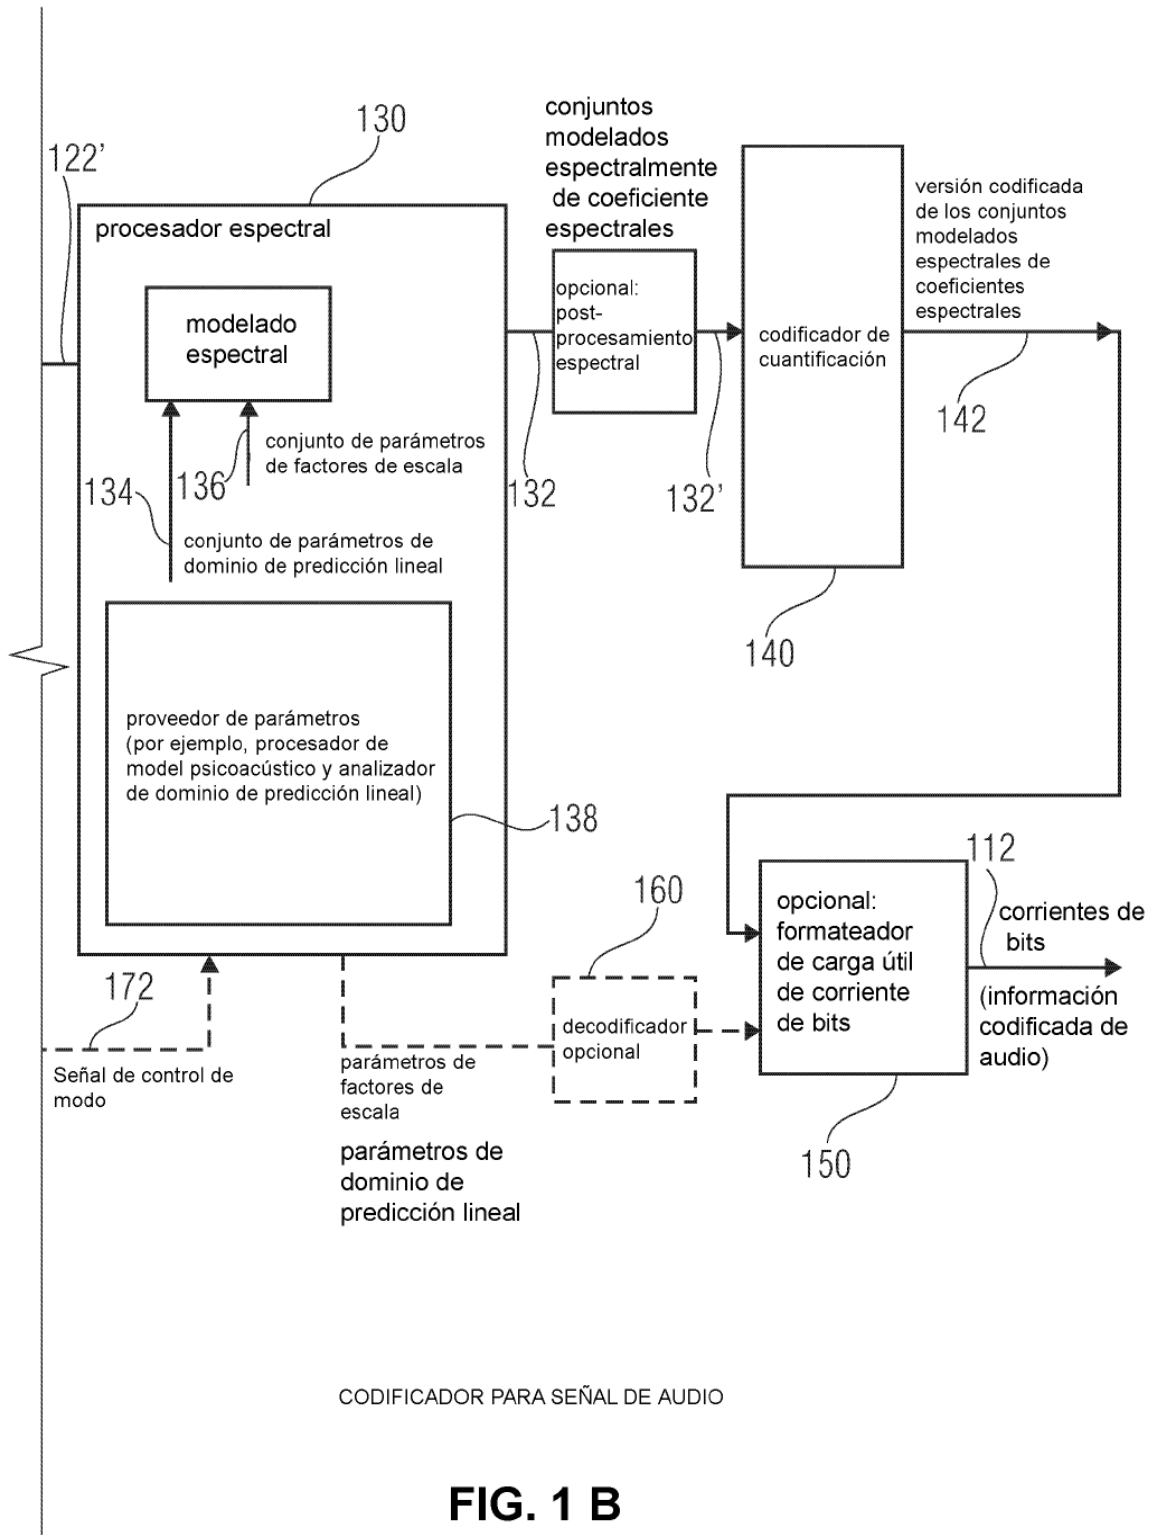 130
122’
procesador espectral
modelado
espectral
136
conjunto de parámetros
de factores de escala
134
conjunto de parámetros de
dominio de predicción lineal
proveedor de parámetros
(por ejemplo, procesador de
model psicoacústico y analizador
de dominio de predicción lineal)
138
conjuntos
modelados
espectralmente
de coeficiente
espectrales
opcional:
post-
procesamiento
espectral
132
132’
codificador de
cuantificación
140
versión codificada
de los conjuntos
modelados
espectrales de
coeficientes
espectrales
142
172
Señal de control de
modo
parámetros de
factores de
escala
parámetros de
dominio de
predicción lineal
160
decodificador
opcional
opcional:
formateador
de carga útil
de corriente
de bits
150
112
corrientes de
bits
(información
codificada de
audio)
CODIFICADOR PARA SEÑAL DE AUDIO
FIG. 1 B